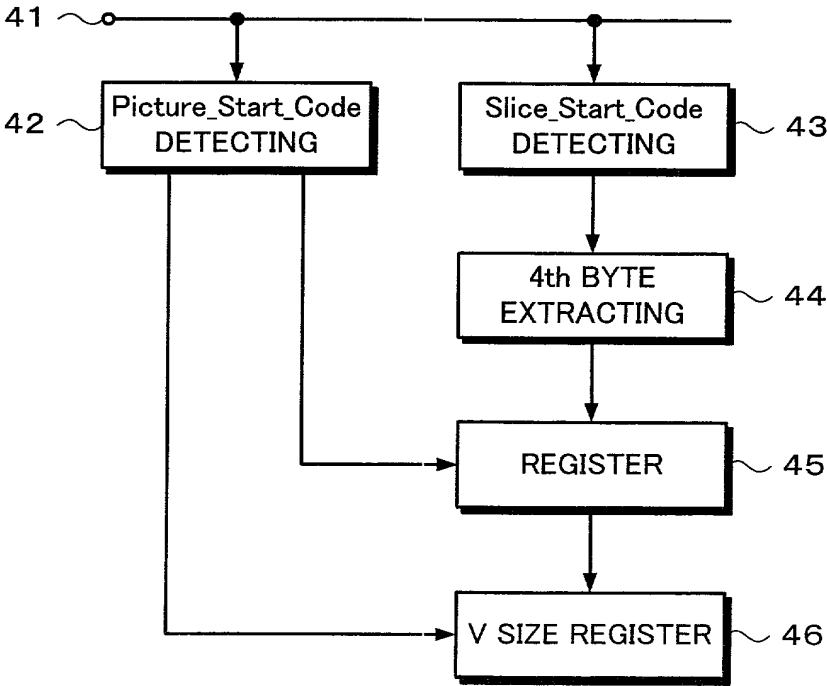 41
Picture_Start_Code
DETECTING
42
Slice_Start_Code
DETECTING
43
4th BYTE
EXTRACTING
44
REGISTER
45
V SIZE REGISTER
46